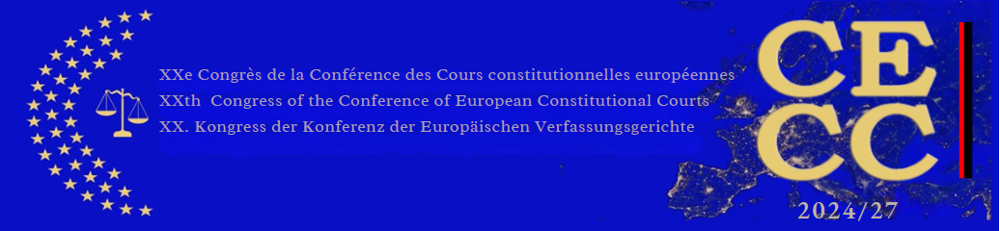 XXe Congrès de la Conférence des Cours constitutionnelles européennes
XXth Congress of the Conference of European Constitutional Courts
XX. Kongress der Konferenz der Europäischen Verfassungsgerichte
CE
CC
2024/27